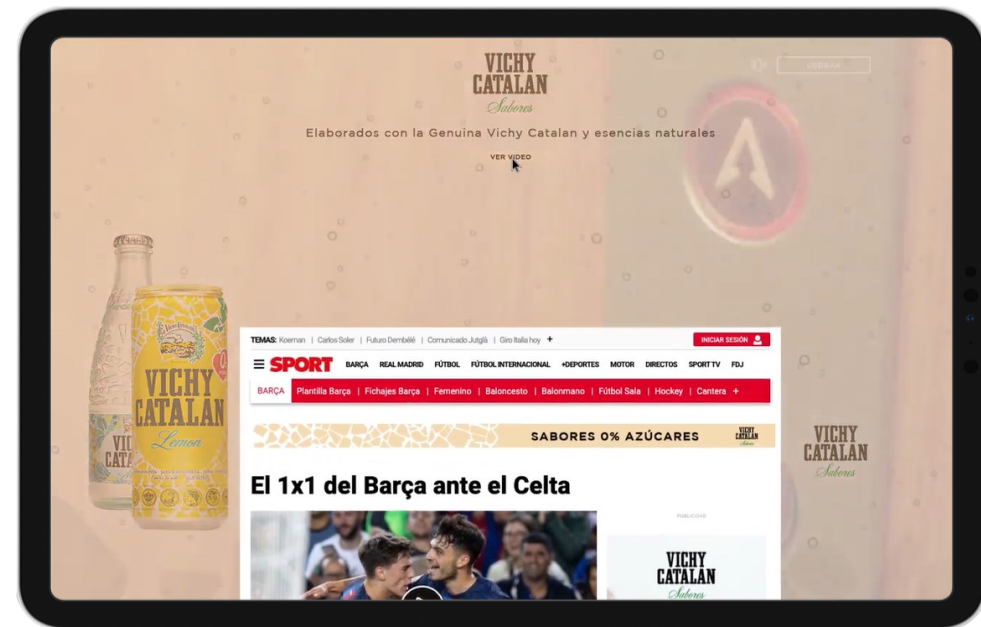 VICHY
CATALAN
Sabores
Elaborados con la Genuina Vichy Catalan y esencias naturales
VER VÍDEO
VICHY
CATALAN
Lemon
TEMAS: Koeman | Carlos Soler | Futuro Dembélé | Comunicado Jutglà | Giro Italia hoy +
INICIAR SESIÓN
SPORT BARÇA REAL MADRID FÚTBOL FÚTBOL INTERNACIONAL +DEPORTES MOTOR DIRECTOS SPORT TV FDJ
BARÇA Plantilla Barça | Fichajes Barça | Femenino | Baloncesto | Balonmano | Fútbol Sala | Hockey | Cantera +
SABORES 0% AZÚCARES
VICHY
CATALAN
Sabores
VICHY
CATALAN
Sabores
El 1x1 del Barça ante el Celta
PUBLICIDAD
VICHY
CATALAN
Sabores